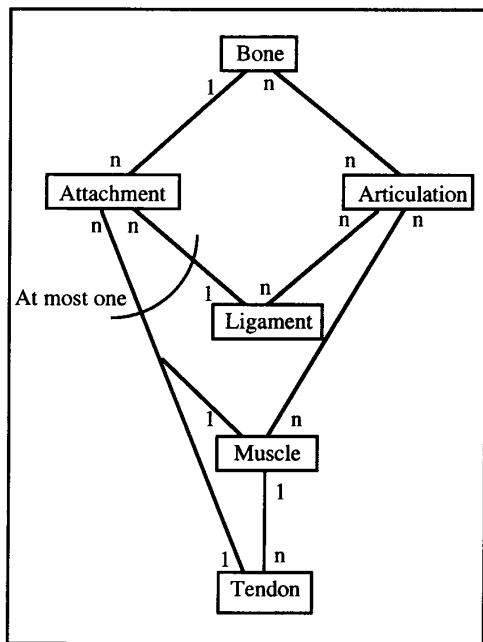 Bone
1 n
n n
Attachment Articulation
n n n n
At most one
1 n
Ligament
1 n
Muscle
1
1 n
Tendon